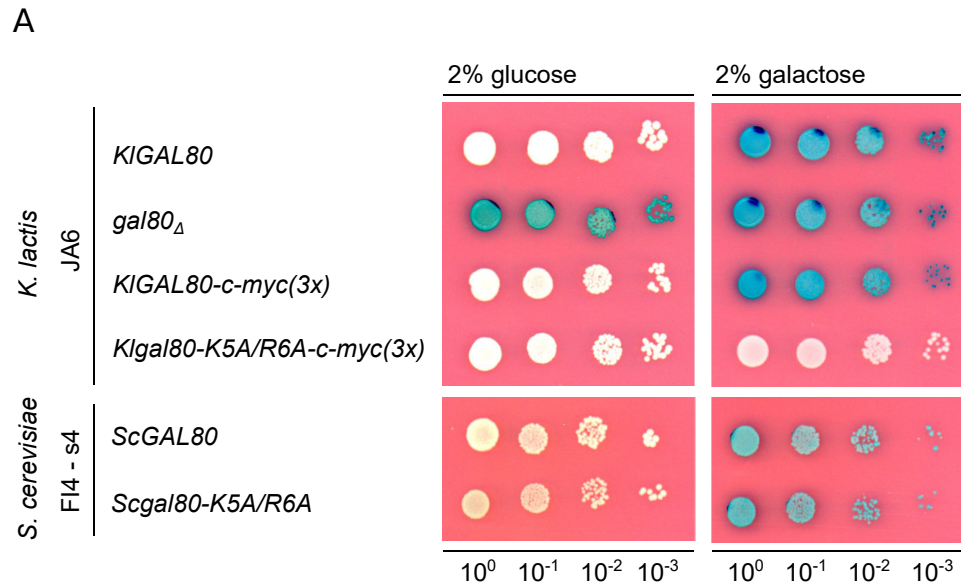 A
2% glucose
2% galactose
K. lactis
JA6
KlGAL80
gal80Δ
KlGAL80-c-myc(3x)
Klgal80-K5A/R6A-c-myc(3x)
S. cerevisiae
FI4 - s4
ScGAL80
Scgal80-K5A/R6A
10⁰ 10⁻¹ 10⁻² 10⁻³
10⁰ 10⁻¹ 10⁻² 10⁻³